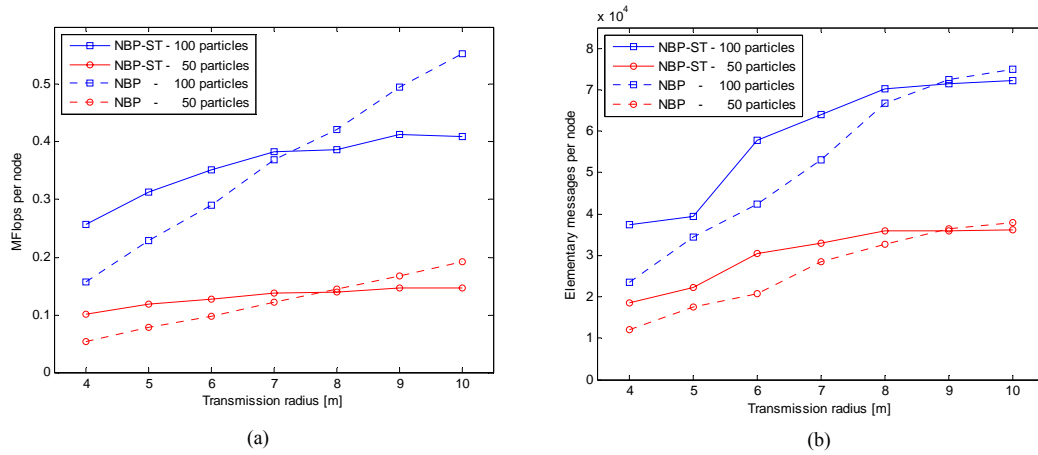 NBP-ST - 100 particles
NBP-ST - 50 particles
NBP - 100 particles
NBP - 50 particles
MFlops per node
0.5
0.4
0.3
0.2
0.1
0
4 5 6 7 8 9 10
Transmission radius [m]
(a)
x 10^4
NBP-ST - 100 particles
NBP-ST - 50 particles
NBP - 100 particles
NBP - 50 particles
Elementary messages per node
8
7
6
5
4
3
2
1
0
4 5 6 7 8 9 10
Transmission radius [m]
(b)